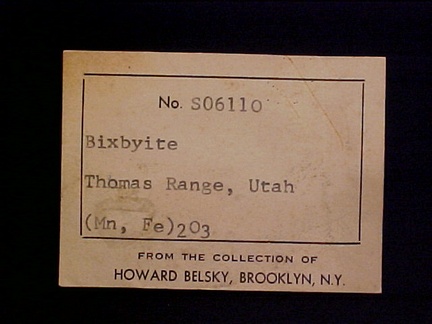 No. S06110
Bixbyite
Thomas Range, Utah
(Mn, Fe)2O3
FROM THE COLLECTION OF
HOWARD BELSKY, BROOKLYN, N.Y.